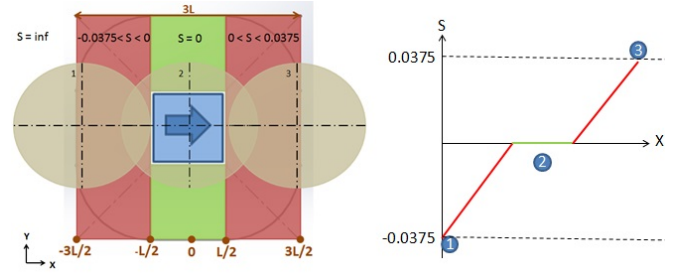 3L
S = inf
-0.0375< S < 0
S = 0
0 < S < 0.0375
1
2
3
Y
X
-3L/2
-L/2
0
L/2
3L/2
S
0.0375
3
X
2
-0.0375
1